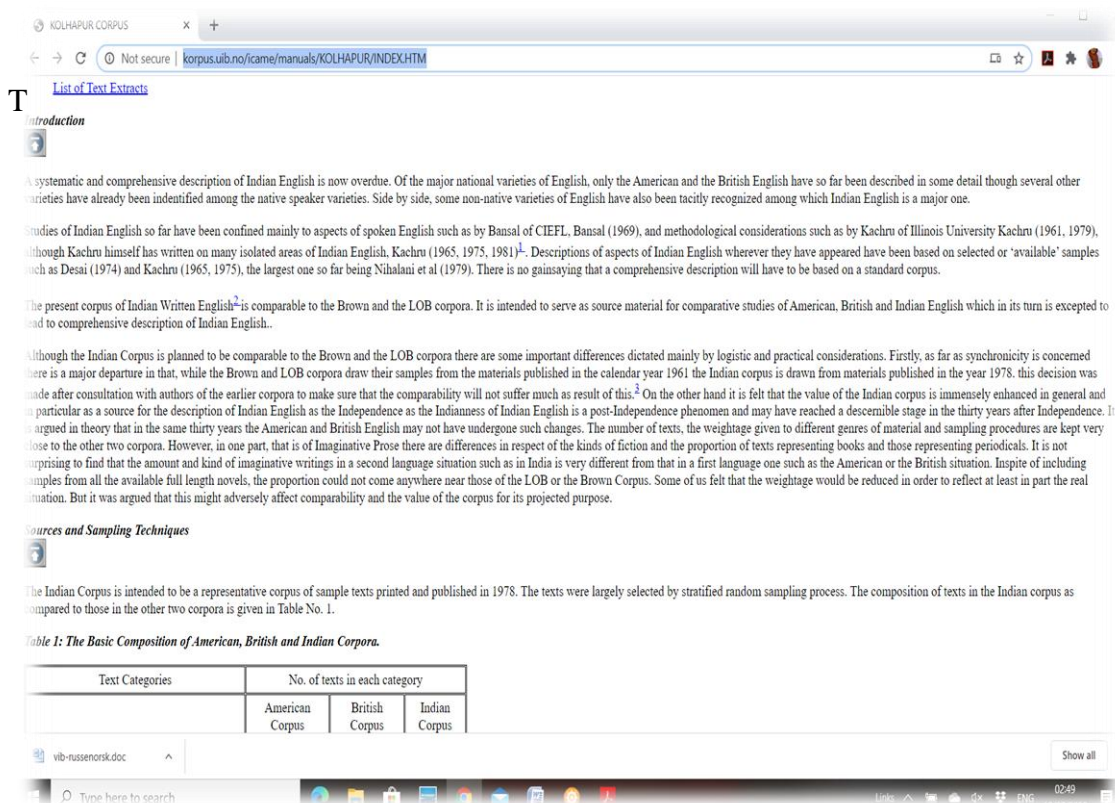 KOLHAPUR CORPUS
Not secure | korpus.uib.no/icame/manuals/KOLHAPUR/INDEX.HTM
T
List of Text Extracts
Introduction
A systematic and comprehensive description of Indian English is now overdue. Of the major national varieties of English, only the American and the British English have so far been described in some detail though several other
varieties have already been indentified among the native speaker varieties. Side by side, some non-native varieties of English have also been tacitly recognized among which Indian English is a major one.
Studies of Indian English so far have been confined mainly to aspects of spoken English such as by Bansal of CIEFL, Bansal (1969), and methodological considerations such as by Kachru of Illinois University Kachru (1961, 1979),
although Kachru himself has written on many isolated areas of Indian English, Kachru (1965, 1975, 1981)1. Descriptions of aspects of Indian English wherever they have appeared have been based on selected or ‘available’ samples
such as Desai (1974) and Kachru (1965, 1975), the largest one so far being Nihalani et al (1979). There is no gainsaying that a comprehensive description will have to be based on a standard corpus.
The present corpus of Indian Written English2 is comparable to the Brown and the LOB corpora. It is intended to serve as source material for comparative studies of American, British and Indian English which in its turn is excepted to
lead to comprehensive description of Indian English..
Although the Indian Corpus is planned to be comparable to the Brown and the LOB corpora there are some important differences dictated mainly by logistic and practical considerations. Firstly, as far as synchronicity is concerned
there is a major departure in that, while the Brown and LOB corpora draw their samples from the materials published in the calendar year 1961 the Indian corpus is drawn from materials published in the year 1978. this decision was
made after consultation with authors of the earlier corpora to make sure that the comparability will not suffer much as result of this.3 On the other hand it is felt that the value of the Indian corpus is immensely enhanced in general and
in particular as a source for the description of Indian English as the Independence as the Indianness of Indian English is a post-Independence phenomen and may have reached a descernible stage in the thirty years after Independence. It
is argued in theory that in the same thirty years the American and British English may not have undergone such changes. The number of texts, the weightage given to different genres of material and sampling procedures are kept very
close to the other two corpora. However, in one part, that is of Imaginative Prose there are differences in respect of the kinds of fiction and the proportion of texts representing books and those representing periodicals. It is not
surprising to find that the amount and kind of imaginative writings in a second language situation such as in India is very different from that in a first language one such as the American or the British situation. Inspite of including
samples from all the available full length novels, the proportion could not come anywhere near those of the LOB or the Brown Corpus. Some of us felt that the weightage would be reduced in order to reflect at least in part the real
situation. But it was argued that this might adversely affect comparability and the value of the corpus for its projected purpose.
Sources and Sampling Techniques
The Indian Corpus is intended to be a representative corpus of sample texts printed and published in 1978. The texts were largely selected by stratified random sampling process. The composition of texts in the Indian corpus as
compared to those in the other two corpora is given in Table No. 1.
Table 1: The Basic Composition of American, British and Indian Corpora.
Text Categories No. of texts in each category
American Corpus British Corpus Indian Corpus
vib-russenorsk.doc Show all
Type here to search Links ENG 02:49